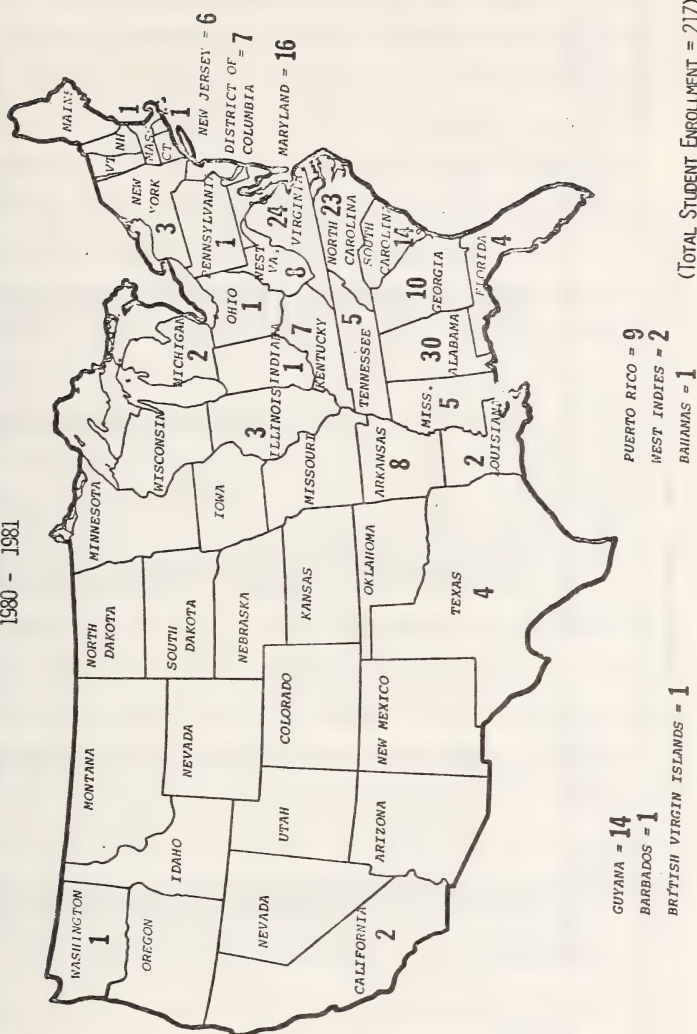 1980 - 1981
WASHINGTON
1
OREGON
CALIFORNIA
2
NEVADA
IDAHO
MONTANA
NEVADA
UTAH
ARIZONA
COLORADO
NEW MEXICO
NORTH
DAKOTA
SOUTH
DAKOTA
NEBRASKA
KANSAS
OKLAHOMA
TEXAS
4
MINNESOTA
IOWA
MISSOURI
ARKANSAS
8
LOUISIANA
2
WISCONSIN
ILLINOIS
3
MICHIGAN
2
INDIANA
1
OHIO
1
KENTUCKY
7
TENNESSEE
5
MISS.
5
ALABAMA
30
GEORGIA
10
FLORIDA
4
SOUTH
CAROLINA
14
NORTH
CAROLINA
23
VIRGINIA
24
WEST
VA.
8
PENNSYLVANIA
1
NEW
YORK
3
VT
NH
MAINE
MASS
1
CT
1
NEW JERSEY = 6
DISTRICT OF
COLUMBIA = 7
MARYLAND = 16
GUYANA = 14
BARBADOS = 1
BRITISH VIRGIN ISLANDS = 1
PUERTO RICO = 9
WEST INDIES = 2
BAHAMAS = 1
(TOTAL STUDENT ENROLLMENT = 217)